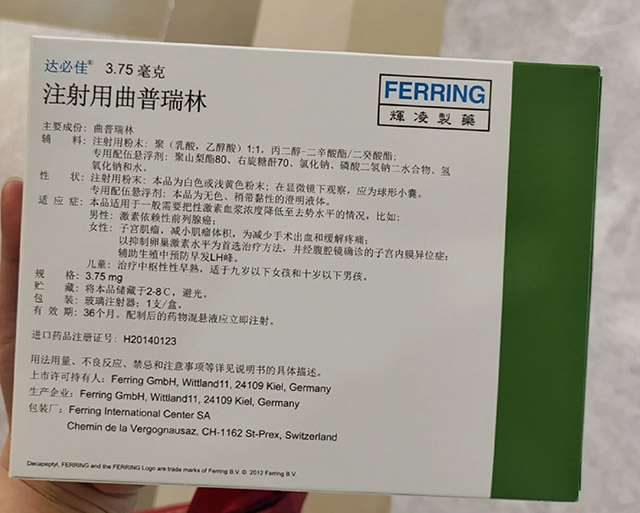 达必佳® 3.75 毫克
注射用曲普瑞林
FERRING
輝凌製藥
主要成份：曲普瑞林
辅 料：注射用粉末：聚（乳酸，乙醇酸）1:1，丙二醇-二辛酸酯/二癸酸酯；
专用配伍悬浮剂：聚山梨酯80、右旋糖酐70、氯化钠、磷酸二氢钠二水合物、氢
氧化钠和水。
性 状：注射用粉末：本品为白色或浅黄色粉末；在显微镜下观察，应为球形小囊。
专用配伍悬浮剂：本品为无色、稍带黏性的澄明液体。
适 应 症：本品适用于一般需要把性激素血浆浓度降低至去势水平的情况，比如：
男性：激素依赖性前列腺癌；
女性：子宫肌瘤，减小肌瘤体积，为减少手术出血和缓解疼痛；
以抑制卵巢激素水平为首选治疗方法，并经腹腔镜确诊的子宫内膜异位症；
辅助生殖中预防早发LH峰。
儿童：治疗中枢性性早熟，适于九岁以下女孩和十岁以下男孩。
规 格：3.75 mg
贮 藏：将本品储藏于2-8℃，避光。
包 装：玻璃注射器；1支/盒。
有 效 期：36个月。配制后的药物混悬液应立即注射。
进口药品注册证号：H20140123
用法用量、不良反应、禁忌和注意事项等详见说明书的具体描述。
上市许可持有人：Ferring GmbH, Wittland11, 24109 Kiel, Germany
生产企业：Ferring GmbH, Wittland11, 24109 Kiel, Germany
包装厂：Ferring International Center SA
Chemin de la Vergognausaz, CH-1162 St-Prex, Switzerland
Decapeptyl, FERRING and the FERRING Logo are trade marks of Ferring B.V. © 2012 Ferring B.V.